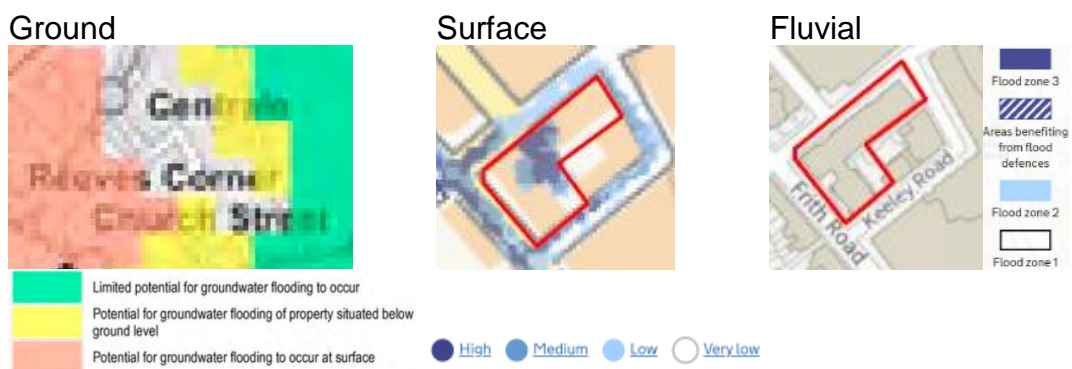 Ground
Surface
Fluvial
Centrale
Reeves Corner
Church Street
Limited potential for groundwater flooding to occur
Potential for groundwater flooding of property situated below
ground level
Potential for groundwater flooding to occur at surface
High
Medium
Low
Very low
Frith Road
Keeley Road
Flood zone 3
Areas benefiting
from flood
defences
Flood zone 2
Flood zone 1